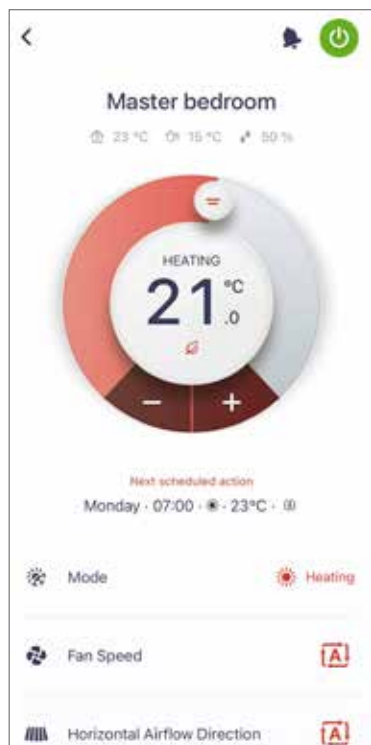 Master bedroom
23 °C 15 °C 50 %
HEATING
21 °C
.0
− +
Next scheduled action
Monday · 07:00 · · 23°C ·
Mode Heating
Fan Speed A
Horizontal Airflow Direction A